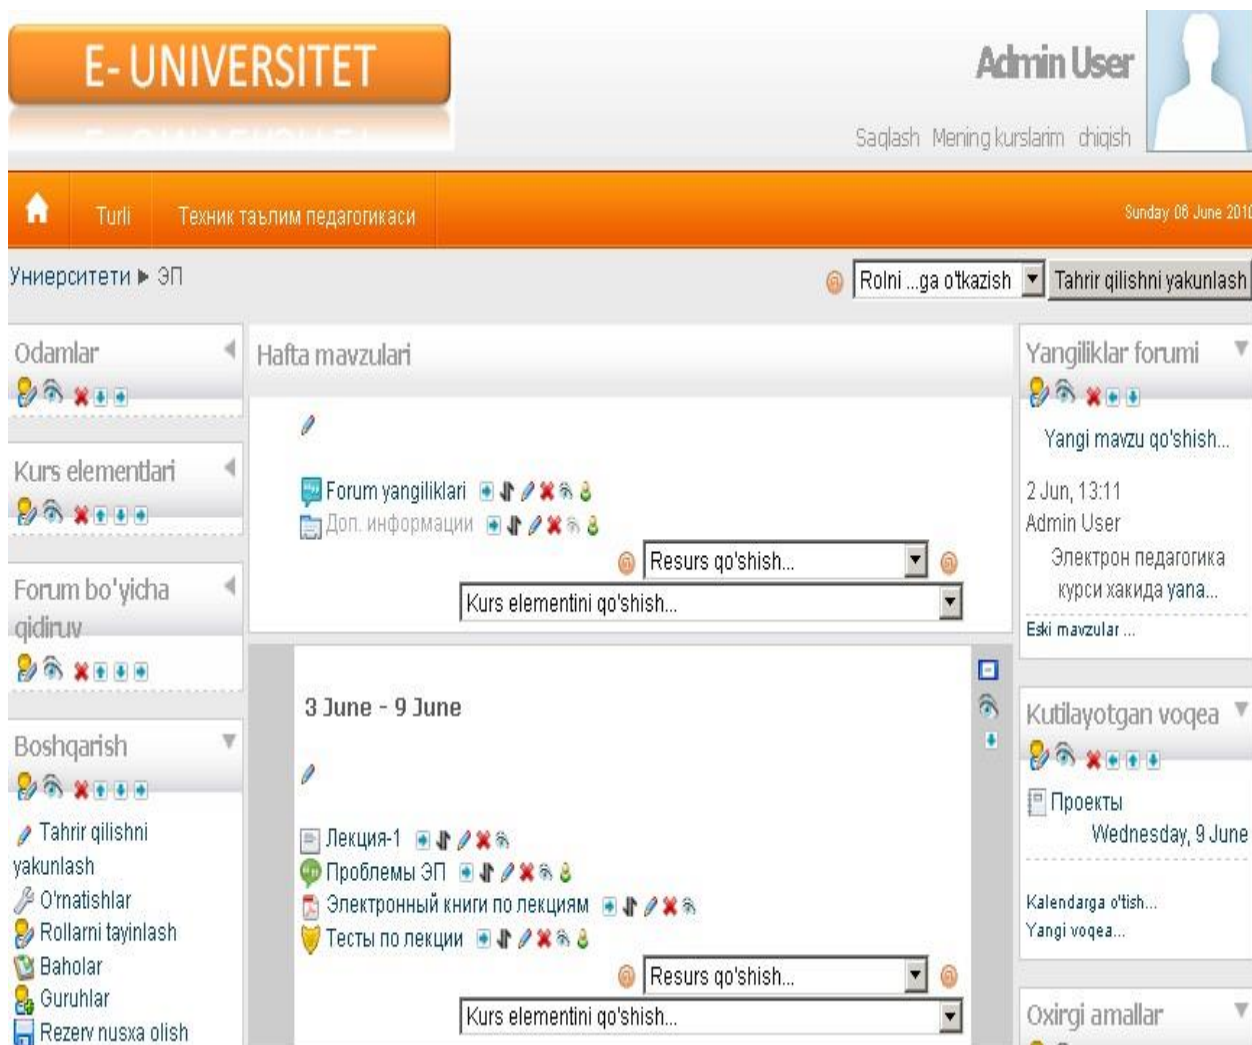 E- UNIVERSITET
Admin User
Saqlash Mening kurslarim chiqish
Turli Техник таълим педагогикаси
Sunday 06 June 2010
Униерситети ▶ ЭП
Rolni ...ga o'tkazish Tahrir qilishni yakunlash
Odamlar
Kurs elementlari
Forum bo'yicha
qidiruv
Boshqarish
Tahrir qilishni
yakunlash
O'rnatishlar
Rollarni tayinlash
Baholar
Guruhlar
Rezerv nusxa olish
Hafta mavzulari
Forum yangiliklari
Доп. информации
Resurs qo'shish...
Kurs elementini qo'shish...
3 June - 9 June
Лекция-1
Проблемы ЭП
Электронный книги по лекциям
Тесты по лекции
Resurs qo'shish...
Kurs elementini qo'shish...
Yangiliklar forumi
Yangi mavzu qo'shish...
2 Jun, 13:11
Admin User
Электрон педагогика
курси хакида yana...
Eski mavzular ...
Kutilayotgan voqea
Проекты
Wednesday, 9 June
Kalendarga o'tish...
Yangi voqea...
Oxirgi amallar